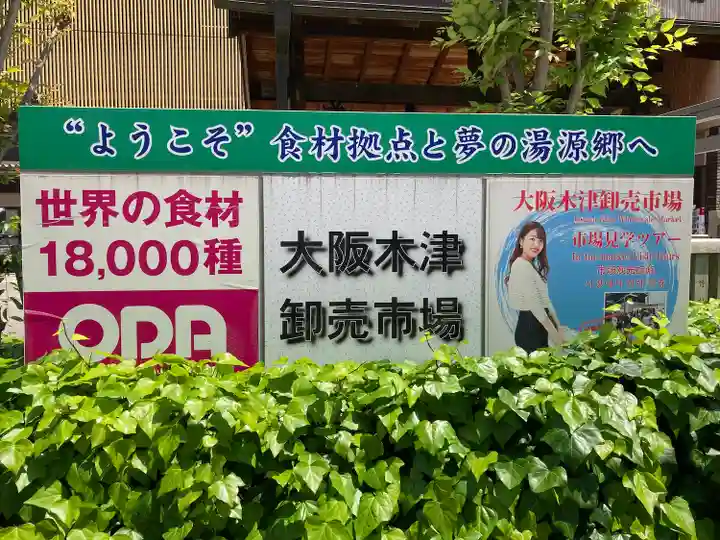 “ようこそ”食材拠点と夢の湯源郷へ
世界の食材
18,000種
OPA
大阪木津
卸売市場
大阪木津卸売市場
市場見学ツアー